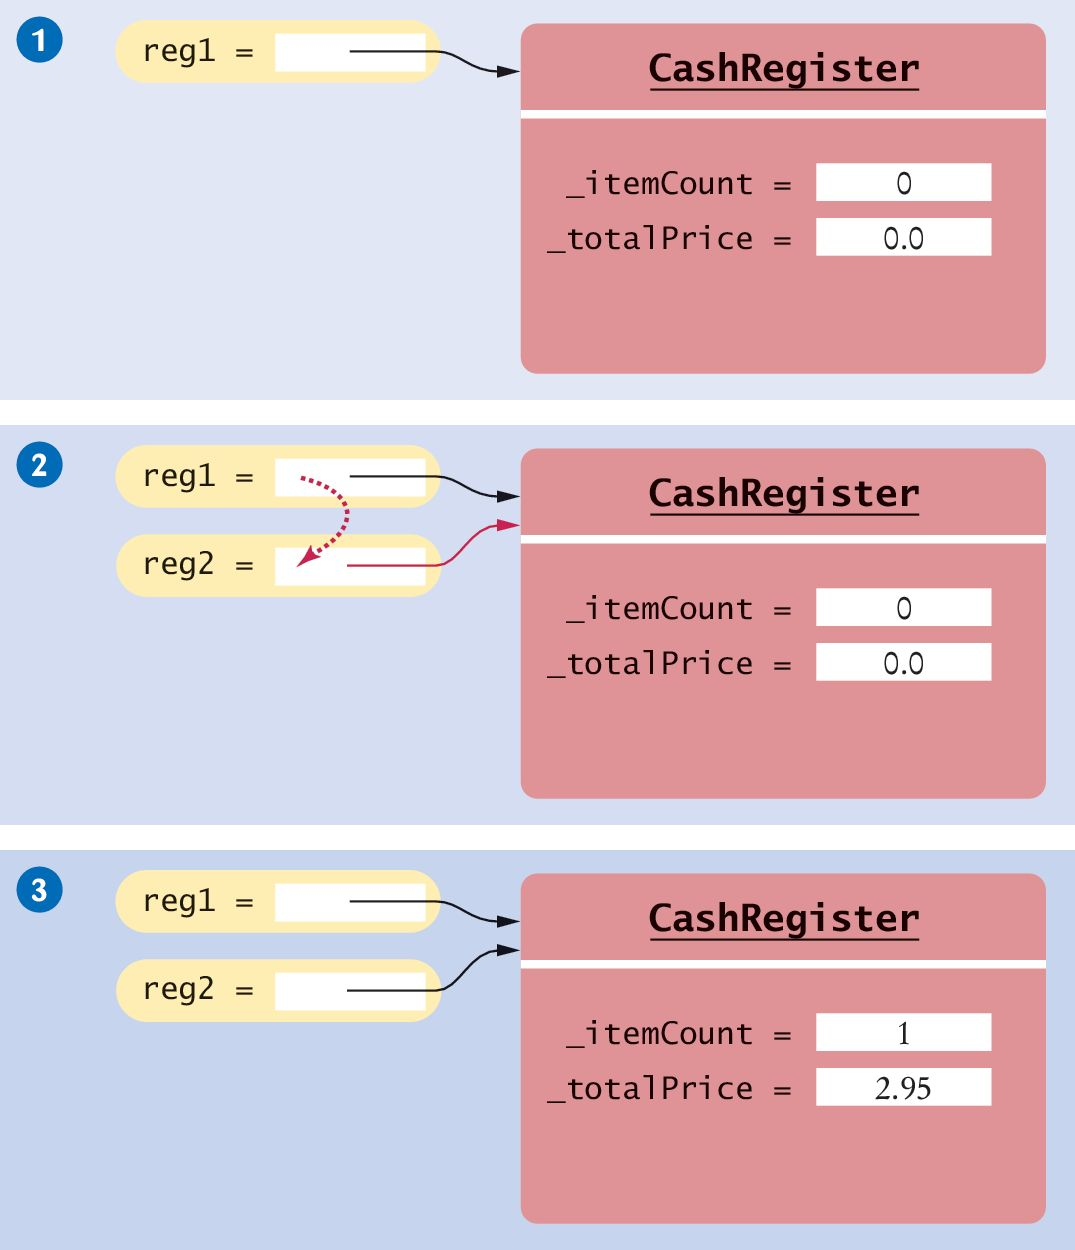 1
reg1 =
CashRegister
_itemCount = 0
_totalPrice = 0.0
2
reg1 =
reg2 =
CashRegister
_itemCount = 0
_totalPrice = 0.0
3
reg1 =
reg2 =
CashRegister
_itemCount = 1
_totalPrice = 2.95